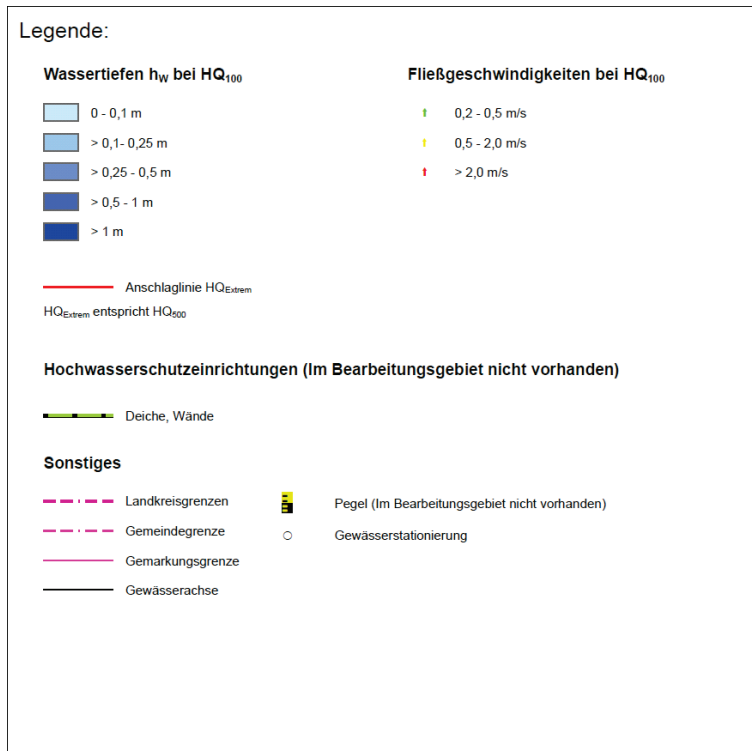 Legende:
Wassertiefen hW bei HQ100
0 - 0,1 m
> 0,1- 0,25 m
> 0,25 - 0,5 m
> 0,5 - 1 m
> 1 m
Fließgeschwindigkeiten bei HQ100
0,2 - 0,5 m/s
0,5 - 2,0 m/s
> 2,0 m/s
Anschlaglinie HQExtrem
HQExtrem entspricht HQ500
Hochwasserschutzeinrichtungen (Im Bearbeitungsgebiet nicht vorhanden)
Deiche, Wände
Sonstiges
Landkreisgrenzen
Gemeindegrenze
Gemarkungsgrenze
Gewässerachse
Pegel (Im Bearbeitungsgebiet nicht vorhanden)
Gewässerstationierung